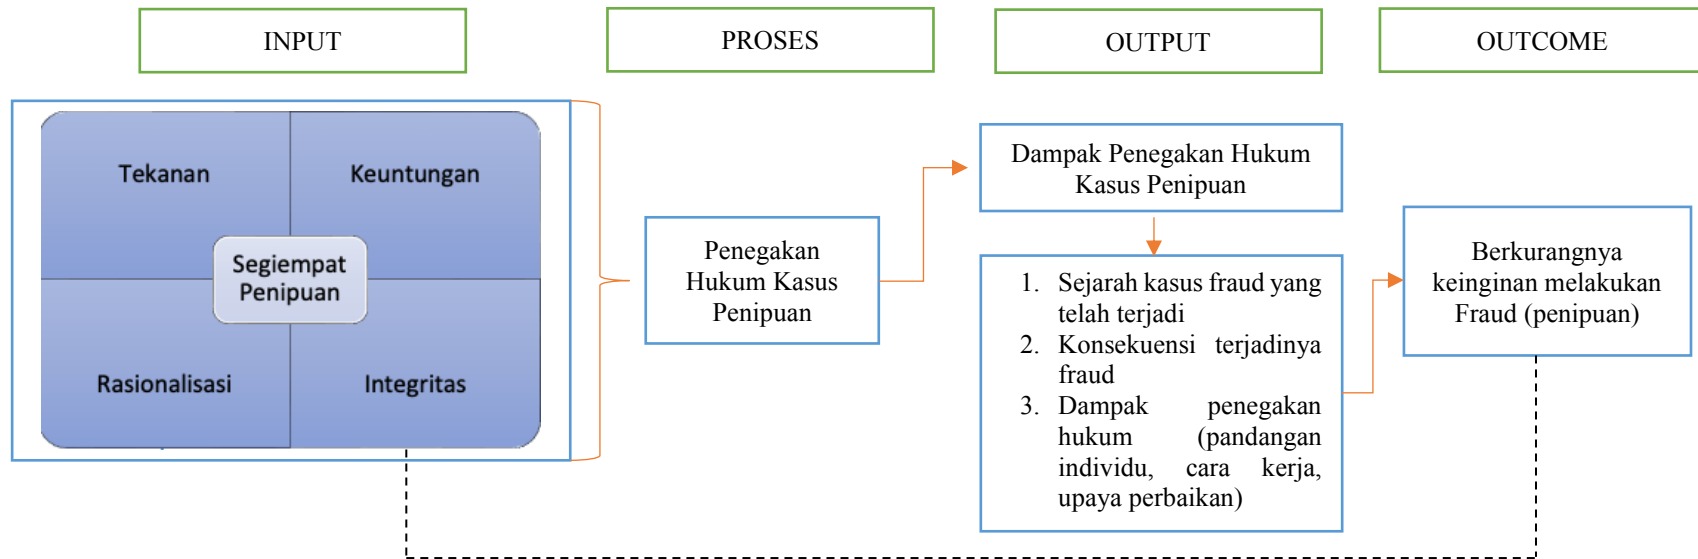 INPUT
PROSES
OUTPUT
OUTCOME
Tekanan
Keuntungan
Segiempat
Penipuan
Rasionalisasi
Integritas
Penegakan
Hukum Kasus
Penipuan
Dampak Penegakan Hukum
Kasus Penipuan
1. Sejarah kasus fraud yang
telah terjadi
2. Konsekuensi terjadinya
fraud
3. Dampak penegakan
hukum (pandangan
individu, cara kerja,
upaya perbaikan)
Berkurangnya
keinginan melakukan
Fraud (penipuan)